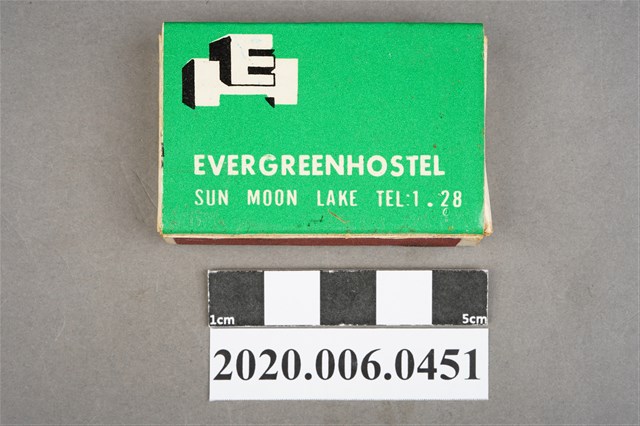 E
H
EVERGREENHOSTEL
SUN MOON LAKE TEL:1.28
1cm 5cm
2020.006.0451